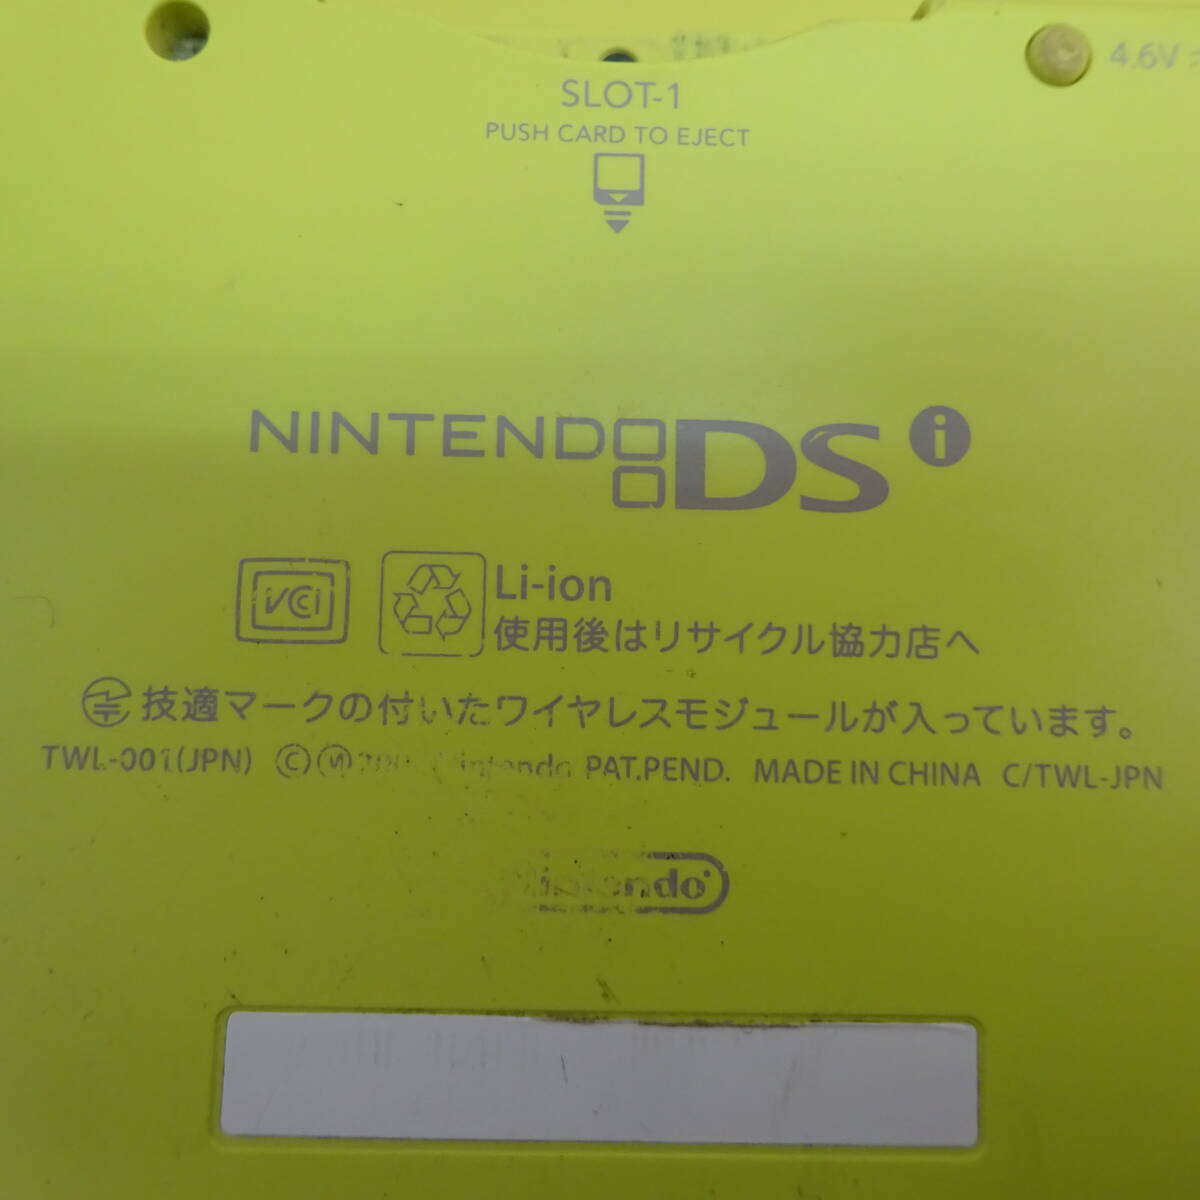 4.6V
SLOT-1
PUSH CARD TO EJECT
NINTENDO DS i
VCI
Li-ion
使用後はリサイクル協力店へ
技適マークの付いたワイヤレスモジュールが入っています。
TWL-001(JPN) © Ⓜ Nintendo PAT.PEND. MADE IN CHINA C/TWL-JPN
Nintendo